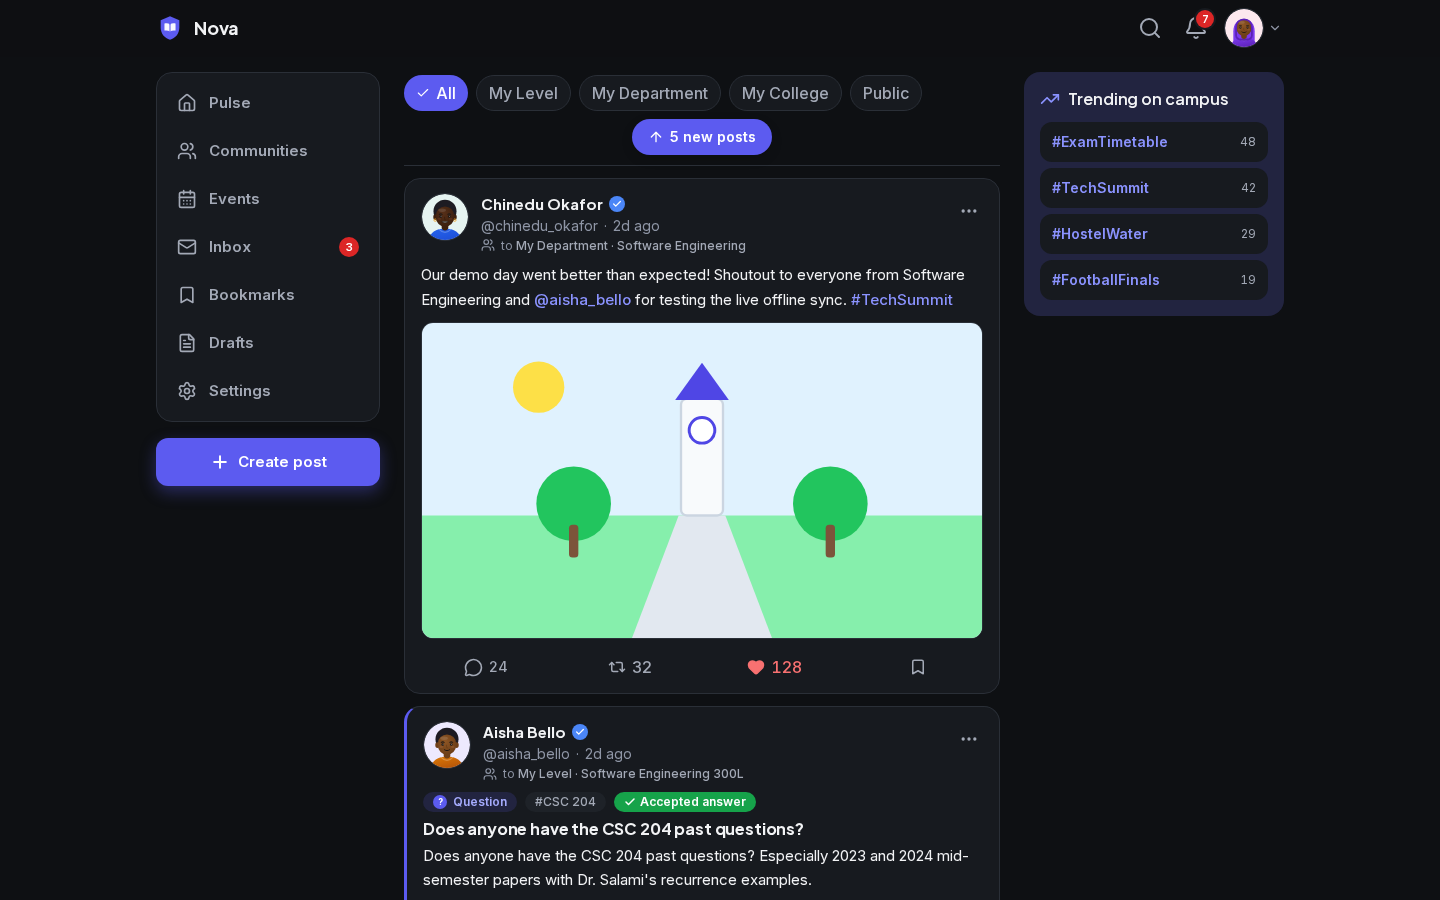 Nova
7
Pulse
Communities
Events
Inbox 3
Bookmarks
Drafts
Settings
Create post
All My Level My Department My College Public
5 new posts
Chinedu Okafor
@chinedu_okafor · 2d ago
to My Department · Software Engineering
Our demo day went better than expected! Shoutout to everyone from Software
Engineering and @aisha_bello for testing the live offline sync. #TechSummit
24 32 128
Aisha Bello
@aisha_bello · 2d ago
to My Level · Software Engineering 300L
? Question #CSC 204 Accepted answer
Does anyone have the CSC 204 past questions?
Does anyone have the CSC 204 past questions? Especially 2023 and 2024 mid-
semester papers with Dr. Salami's recurrence examples.
Trending on campus
#ExamTimetable 48
#TechSummit 42
#HostelWater 29
#FootballFinals 19